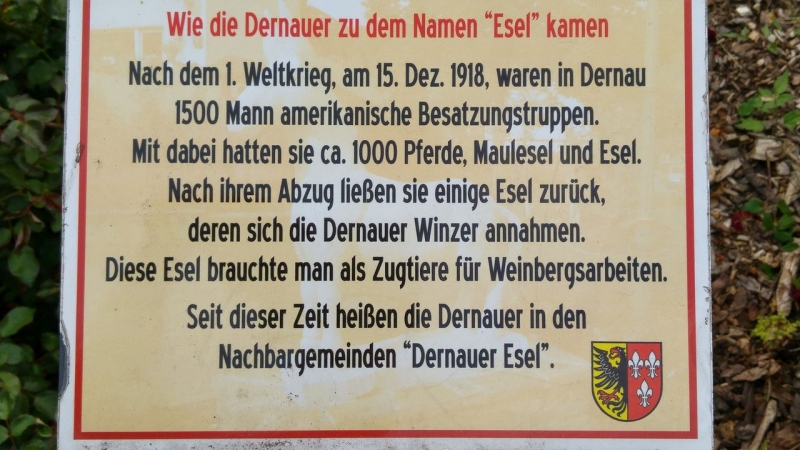 Wie die Dernauer zu dem Namen “Esel” kamen
Nach dem 1. Weltkrieg, am 15. Dez. 1918, waren in Dernau
1500 Mann amerikanische Besatzungstruppen.
Mit dabei hatten sie ca. 1000 Pferde, Maulesel und Esel.
Nach ihrem Abzug ließen sie einige Esel zurück,
deren sich die Dernauer Winzer annahmen.
Diese Esel brauchte man als Zugtiere für Weinbergsarbeiten.
Seit dieser Zeit heißen die Dernauer in den
Nachbargemeinden “Dernauer Esel”.